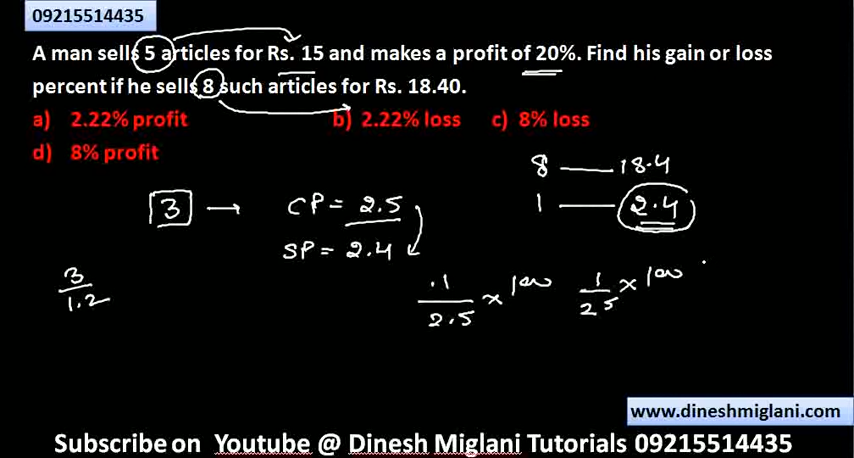 09215514435
A man sells 5 articles for Rs. 15 and makes a profit of 20%. Find his gain or loss
percent if he sells 8 such articles for Rs. 18.40.
a) 2.22% profit b) 2.22% loss c) 8% loss
d) 8% profit
8 — 18.4
1 — 2.4
3 → CP = 2.5
SP = 2.4
3/1.2
.1/2.5 × 100 1/25 × 100
www.dineshmiglani.com
Subscribe on Youtube @ Dinesh Miglani Tutorials 09215514435